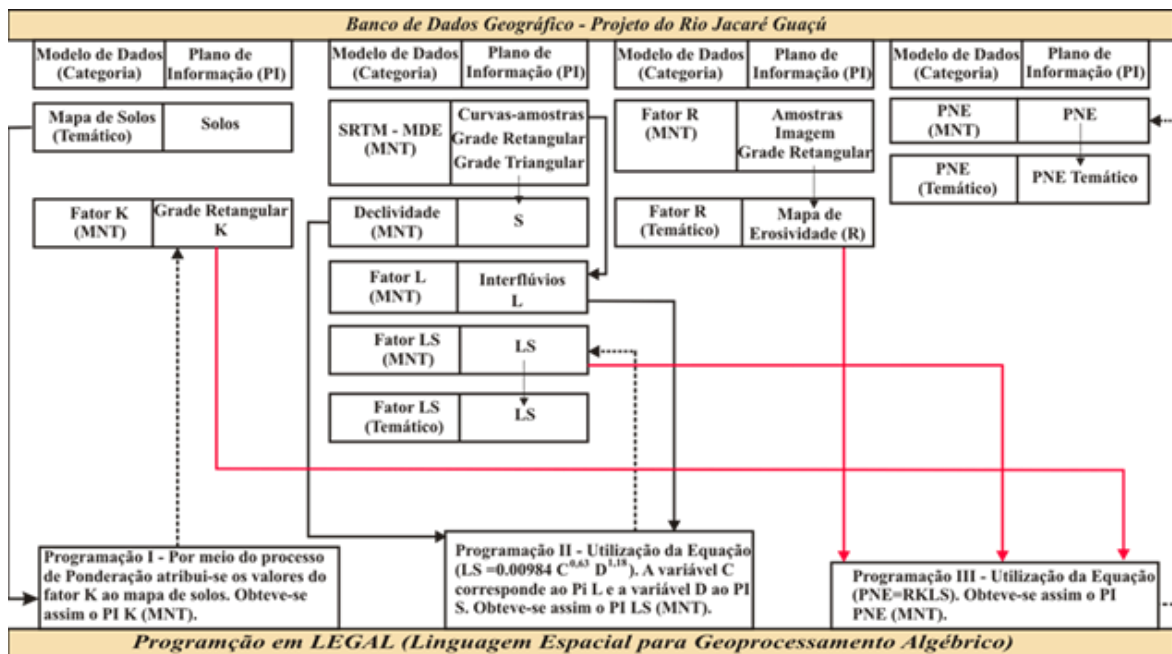 Banco de Dados Geográfico - Projeto do Rio Jacaré Guaçú
Modelo de Dados
(Categoria)
Plano de
Informação (PI)
Mapa de Solos
(Temático)
Solos
Fator K
(MNT)
Grade Retangular
K
Modelo de Dados
(Categoria)
Plano de
Informação (PI)
SRTM - MDE
(MNT)
Curvas-amostras
Grade Retangular
Grade Triangular
Declividade
(MNT)
S
Fator L
(MNT)
Interflúvios
L
Fator LS
(MNT)
LS
Fator LS
(Temático)
LS
Modelo de Dados
(Categoria)
Plano de
Informação (PI)
Fator R
(MNT)
Amostras
Imagem
Grade Retangular
Fator R
(Temático)
Mapa de
Erosividade (R)
Modelo de Dados
(Categoria)
Plano de
Informação (PI)
PNE
(MNT)
PNE
PNE
(Temático)
PNE Temático
Programação I - Por meio do processo
de Ponderação atribui-se os valores do
fator K ao mapa de solos. Obteve-se
assim o PI K (MNT).
Programação II - Utilização da Equação
(LS =0.00984 C^0,63 D^1,18). A variável C
corresponde ao Pi L e a variável D ao PI
S. Obteve-se assim o PI LS (MNT).
Programação III - Utilização da Equação
(PNE=RKLS). Obteve-se assim o PI
PNE (MNT).
Programção em LEGAL (Linguagem Espacial para Geoprocessamento Algébrico)